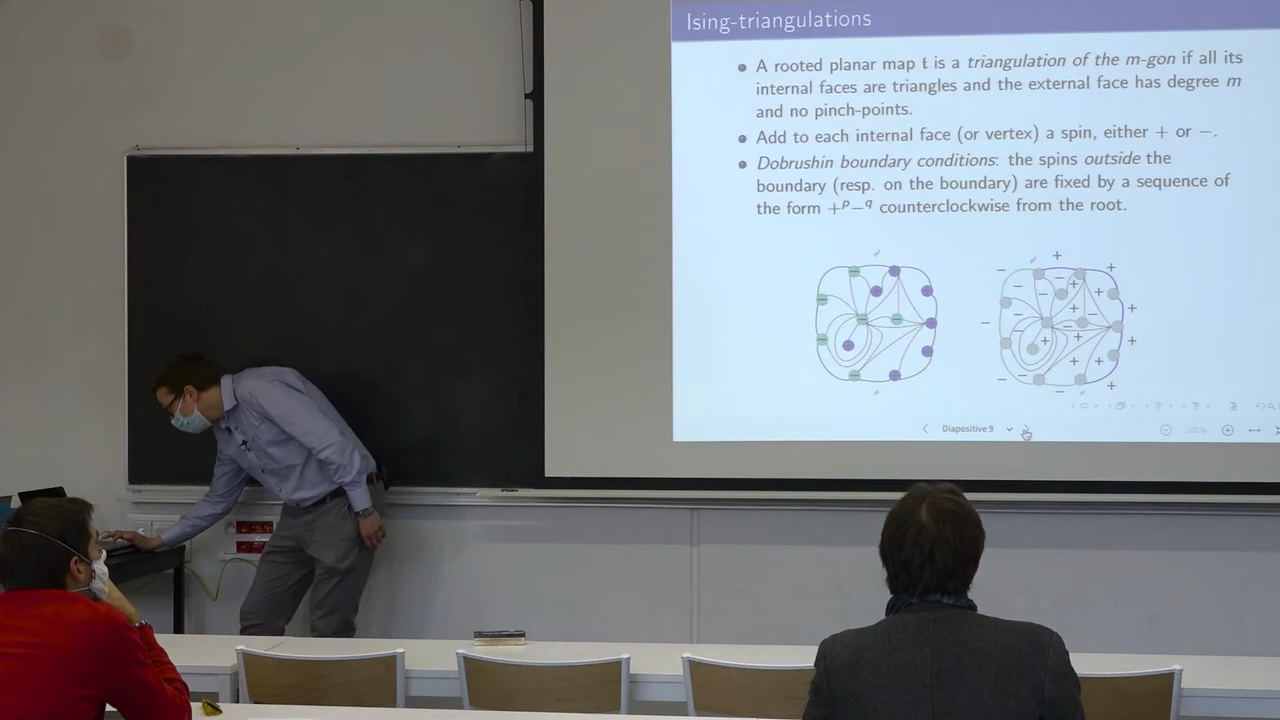 Ising-triangulations
A rooted planar map t is a triangulation of the m-gon if all its
internal faces are triangles and the external face has degree m
and no pinch-points.
Add to each internal face (or vertex) a spin, either + or −.
Dobrushin boundary conditions: the spins outside the
boundary (resp. on the boundary) are fixed by a sequence of
the form +^p−^q counterclockwise from the root.
Diapositive 9
100 %